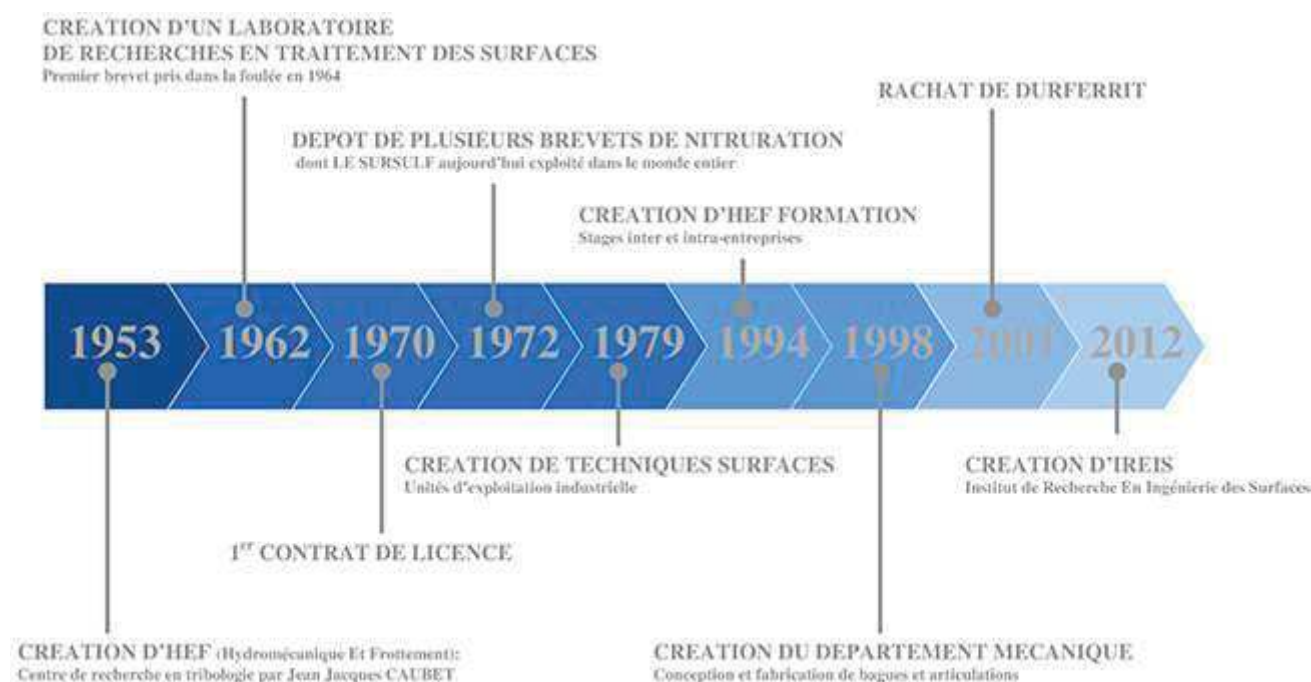 CREATION D'UN LABORATOIRE
DE RECHERCHES EN TRAITEMENT DES SURFACES
Premier brevet pris dans la foulée en 1964
RACHAT DE DURFERRIT
DEPOT DE PLUSIEURS BREVETS DE NITRURATION
dont LE SURSULF aujourd'hui exploité dans le monde entier
CREATION D'HEF FORMATION
Stages inter et intra-entreprises
1953 1962 1970 1972 1979 1994 1998 2001 2012
CREATION DE TECHNIQUES SURFACES
Unités d'exploitation industrielle
CREATION D'IREIS
Institut de Recherche En Ingénierie des Surfaces
1er CONTRAT DE LICENCE
CREATION D'HEF (Hydromécanique Et Frottement):
Centre de recherche en tribologie par Jean Jacques CAUBET
CREATION DU DEPARTEMENT MECANIQUE
Conception et fabrication de bagues et articulations